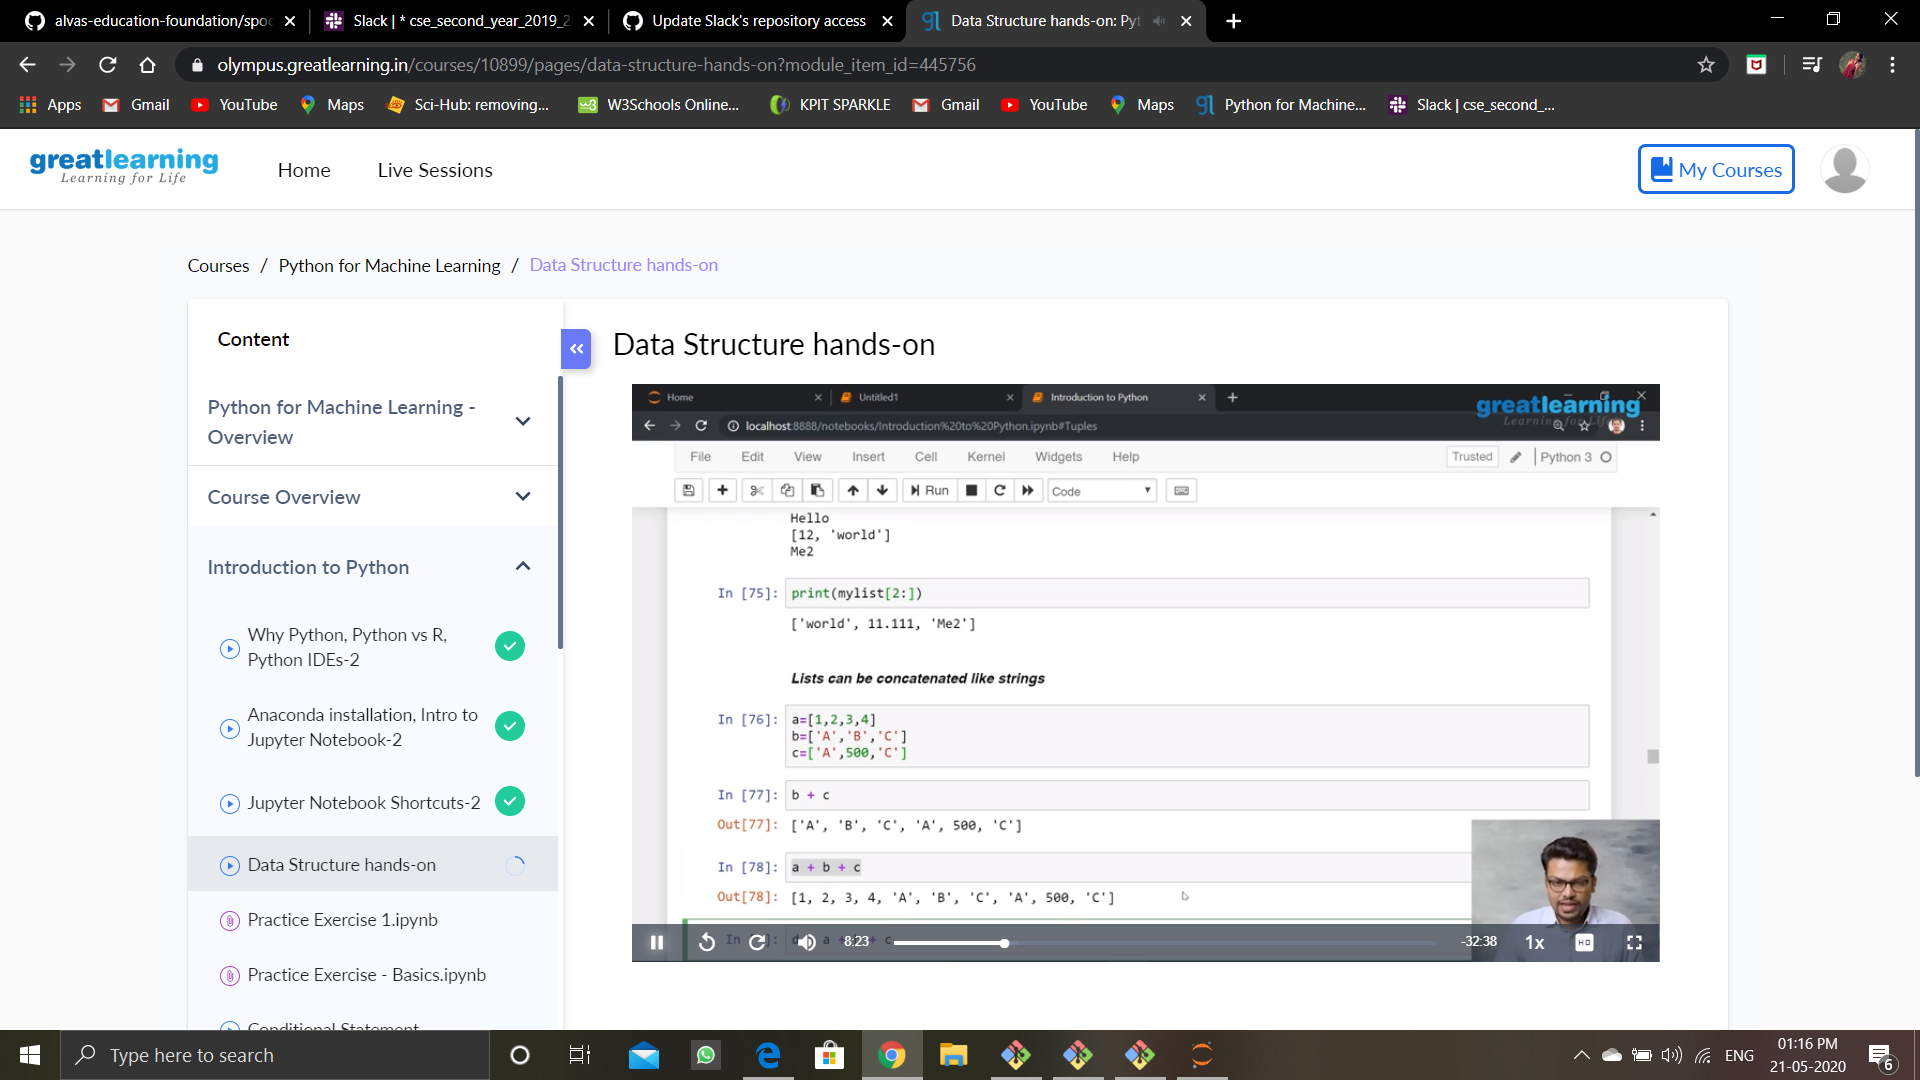 alvas-education-foundation/spoc
Slack | * cse_second_year_2019_2
Update Slack's repository access
Data Structure hands-on: Pyt
olympus.greatlearning.in/courses/10899/pages/data-structure-hands-on?module_item_id=445756
Apps
Gmail
YouTube
Maps
Sci-Hub: removing...
W3Schools Online...
KPIT SPARKLE
Gmail
YouTube
Maps
Python for Machine...
Slack | cse_second_...
greatlearning
Learning for Life
Home
Live Sessions
My Courses
Courses / Python for Machine Learning / Data Structure hands-on
Content
Python for Machine Learning -
Overview
Course Overview
Introduction to Python
Why Python, Python vs R,
Python IDEs-2
Anaconda installation, Intro to
Jupyter Notebook-2
Jupyter Notebook Shortcuts-2
Data Structure hands-on
Practice Exercise 1.ipynb
Practice Exercise - Basics.ipynb
Conditional Statement
Data Structure hands-on
Home
Untitled1
Introduction to Python
greatlearning
Learning for Life
localhost:8888/notebooks/Introduction%20to%20Python.ipynb#Tuples
File Edit View Insert Cell Kernel Widgets Help
Trusted
Python 3
Run
Code
Hello
[12, 'world']
Me2
In [75]: print(mylist[2:])
['world', 11.111, 'Me2']
Lists can be concatenated like strings
In [76]: a=[1,2,3,4]
b=['A','B','C']
c=['A',500,'C']
In [77]: b + c
Out[77]: ['A', 'B', 'C', 'A', 500, 'C']
In [78]: a + b + c
Out[78]: [1, 2, 3, 4, 'A', 'B', 'C', 'A', 500, 'C']
8:23
-32:38
1x
HD
Type here to search
ENG
01:16 PM
21-05-2020
6